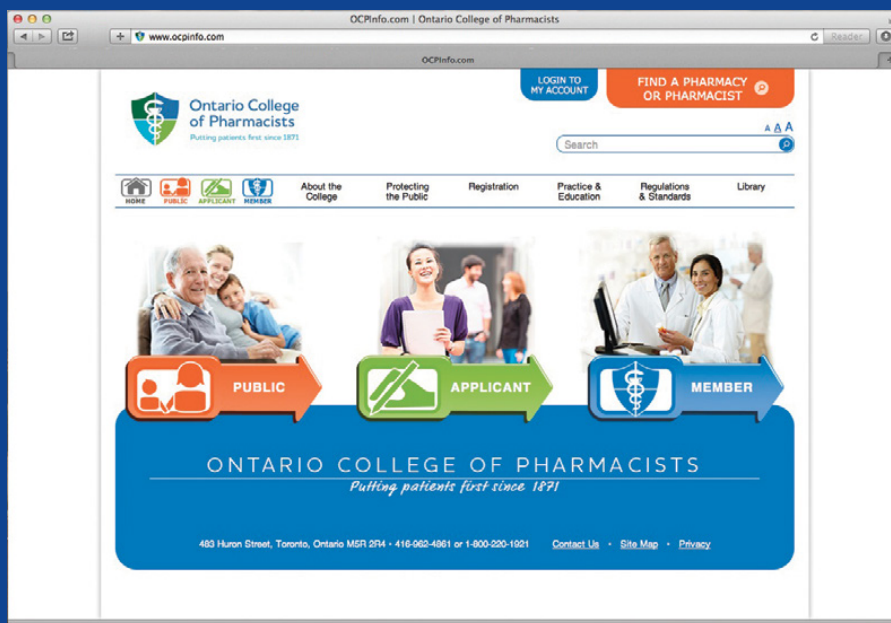 OCPInfo.com | Ontario College of Pharmacists
www.ocpinfo.com
Reader
OCPInfo.com
LOGIN TO
MY ACCOUNT
FIND A PHARMACY
OR PHARMACIST
Ontario College
of Pharmacists
Putting patients first since 1871
A A A
Search
HOME PUBLIC APPLICANT MEMBER
About the
College
Protecting
the Public
Registration
Practice &
Education
Regulations
& Standards
Library
PUBLIC
APPLICANT
MEMBER
ONTARIO COLLEGE OF PHARMACISTS
Putting patients first since 1871
483 Huron Street, Toronto, Ontario M5R 2R4 • 416-962-4861 or 1-800-220-1921 Contact Us • Site Map • Privacy